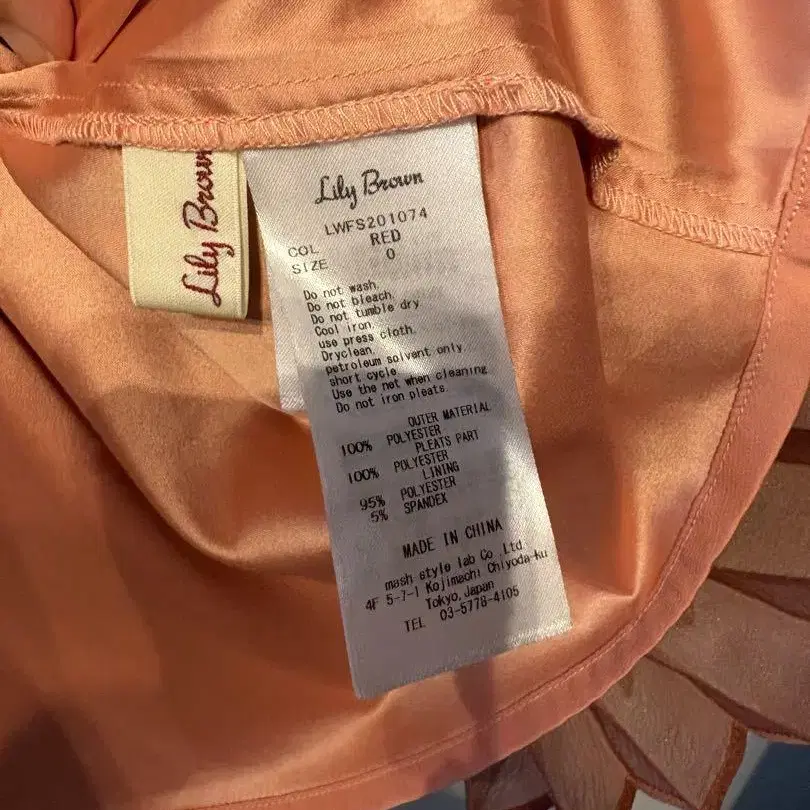 Lily Brown
Lily Brown
LWFS201074
COL RED
SIZE 0
Do not wash.
Do not bleach.
Do not tumble dry
Cool iron.
use press cloth.
Dryclean.
petroleum solvent only
short cycle
Use the net when cleaning
Do not iron pleats.
OUTER MATERIAL
100% POLYESTER
PLEATS PART
100% POLYESTER
LINING
95% POLYESTER
5% SPANDEX
MADE IN CHINA
mash style lab Co.,Ltd.
4F 5-7-1 Kojimachi Chiyoda-ku
Tokyo, Japan
TEL 03-5778-4105